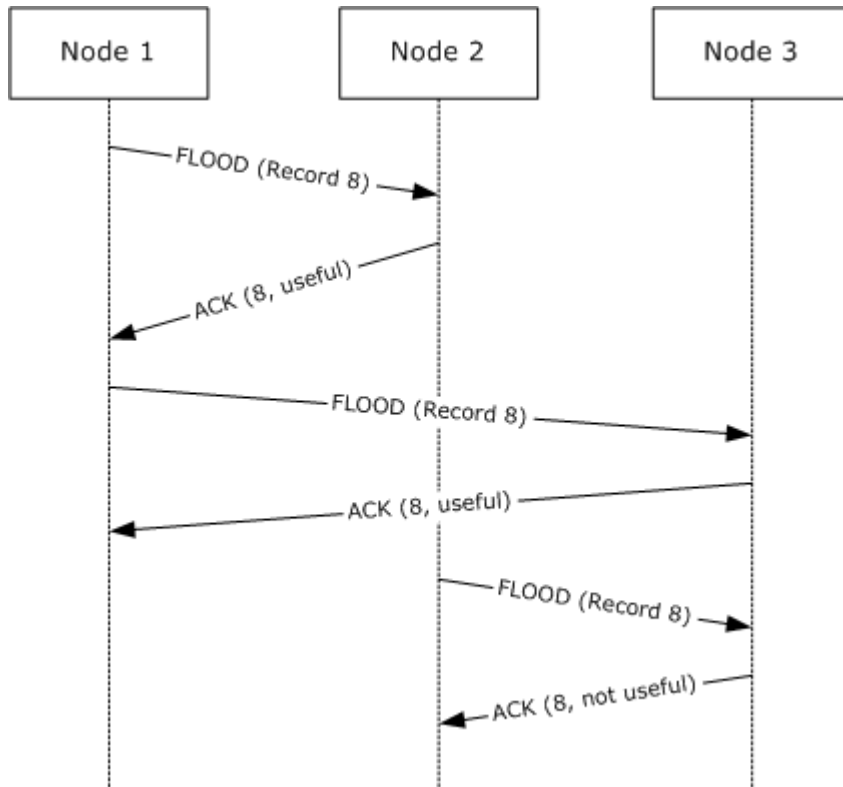 Node 1
Node 2
Node 3
FLOOD (Record 8)
ACK (8, useful)
FLOOD (Record 8)
ACK (8, useful)
FLOOD (Record 8)
ACK (8, not useful)